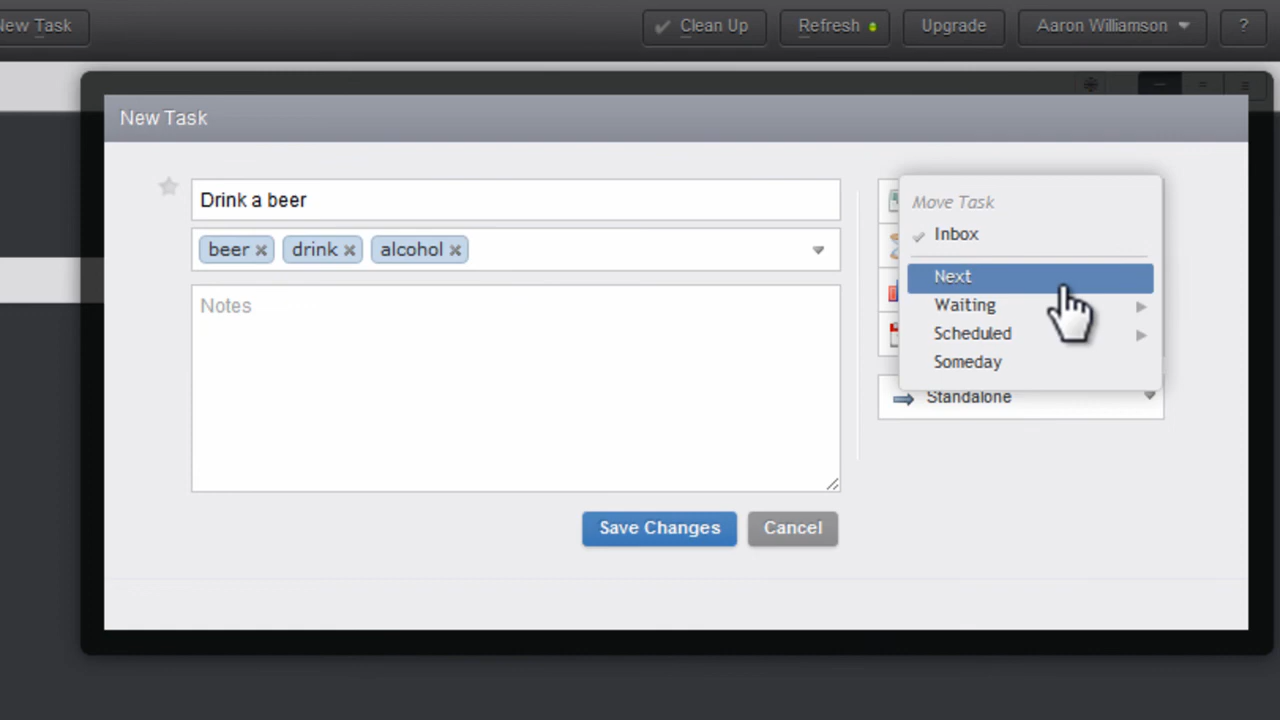 New Task
Clean Up
Refresh
Upgrade
Aaron Williamson
?
New Task
Drink a beer
beer
drink
alcohol
Notes
Move Task
Inbox
Next
Waiting
Scheduled
Someday
Standalone
Save Changes
Cancel